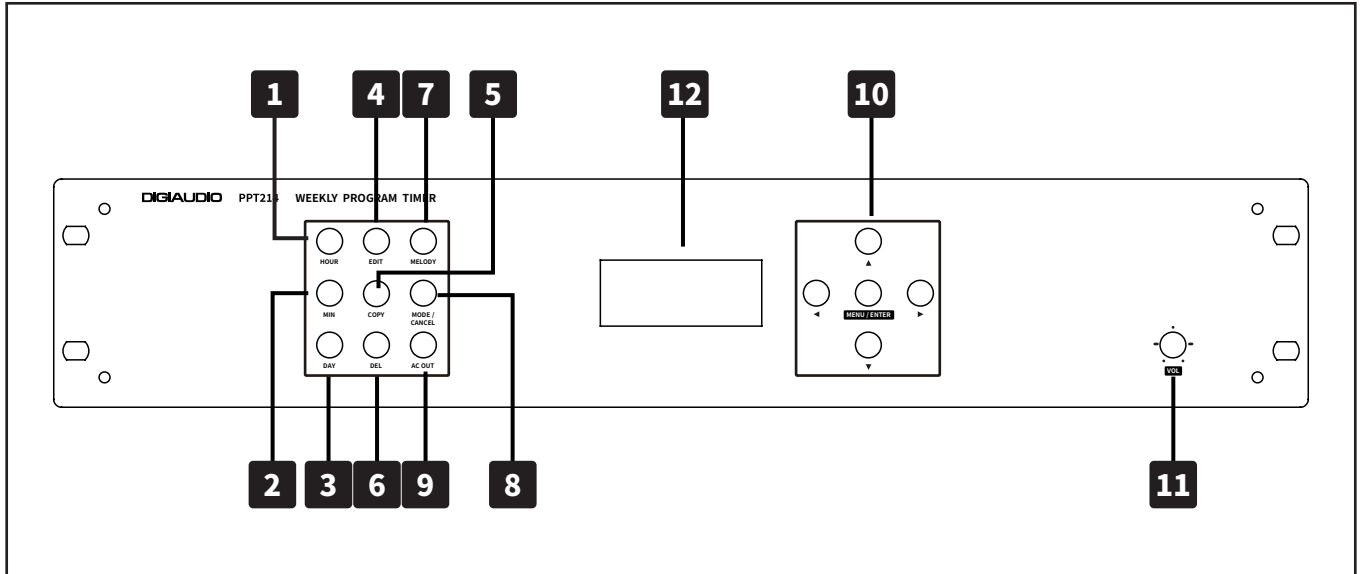 1 4 7 5 12 10
DIGIAUDIO PPT214 WEEKLY PROGRAM TIMER
HOUR EDIT MELODY
▲
MIN COPY MODE / CANCEL
◄ MENU / ENTER ►
DAY DEL AC OUT
▼
VOL
2 3 6 9 8 11